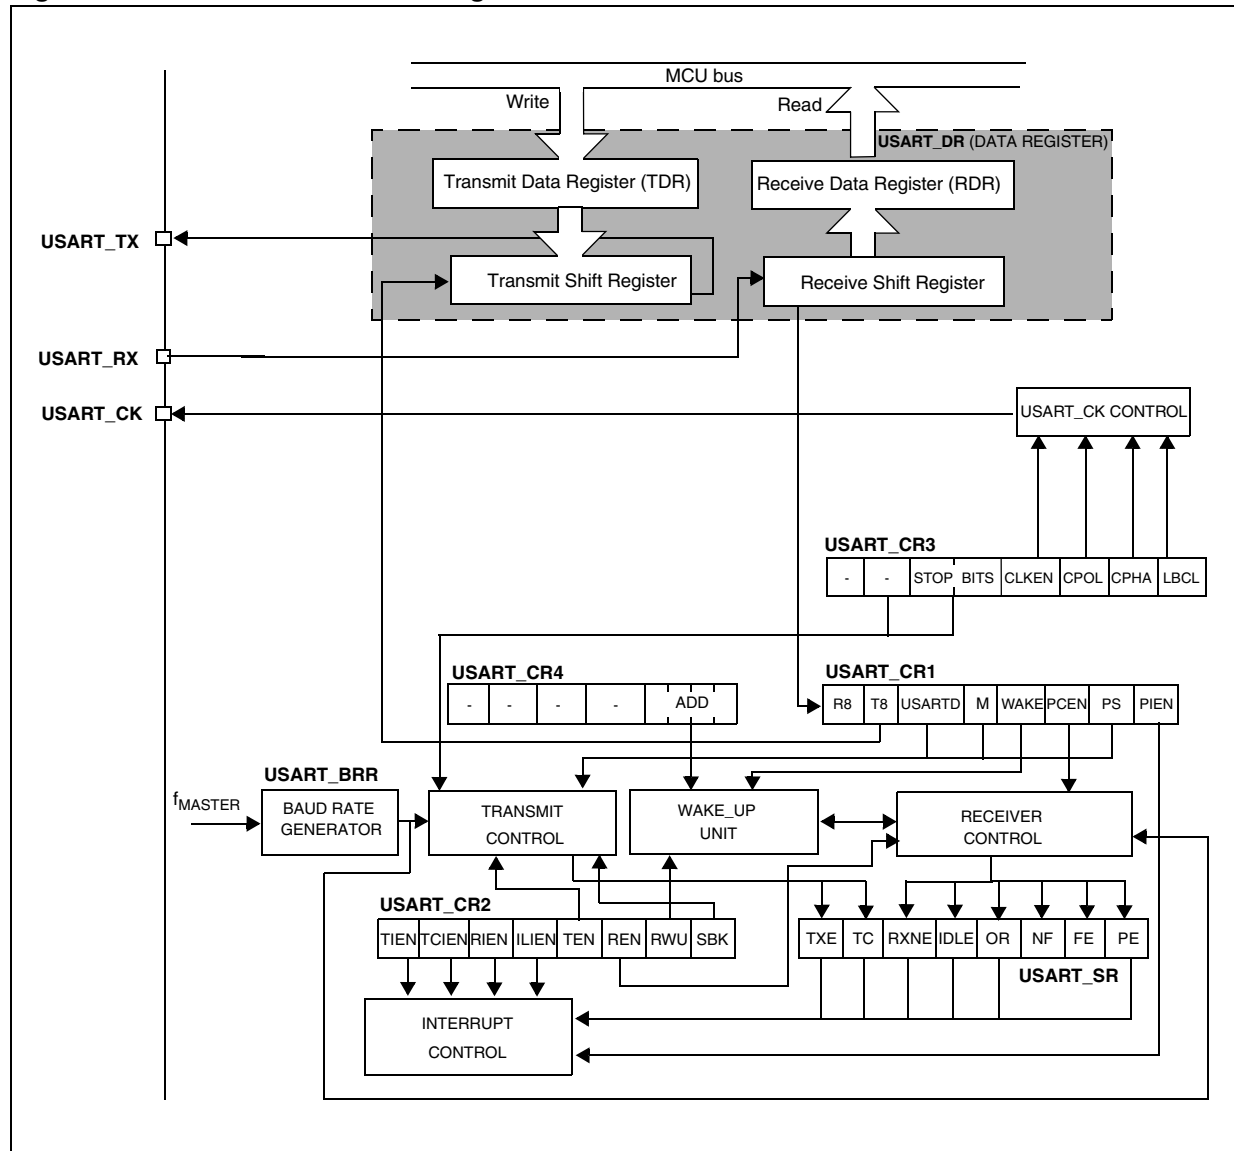 MCU bus
Write
Read
USART_DR (DATA REGISTER)
Transmit Data Register (TDR)
Receive Data Register (RDR)
USART_TX
Transmit Shift Register
Receive Shift Register
USART_RX
USART_CK
USART_CK CONTROL
USART_CR3
- - STOP BITS CLKEN CPOL CPHA LBCL
USART_CR4
- - - - ADD
USART_CR1
R8 T8 USARTD M WAKE PCEN PS PIEN
USART_BRR
fMASTER
BAUD RATE
GENERATOR
TRANSMIT
CONTROL
WAKE_UP
UNIT
RECEIVER
CONTROL
USART_CR2
TIEN TCIEN RIEN ILIEN TEN REN RWU SBK
TXE TC RXNE IDLE OR NF FE PE
USART_SR
INTERRUPT
CONTROL